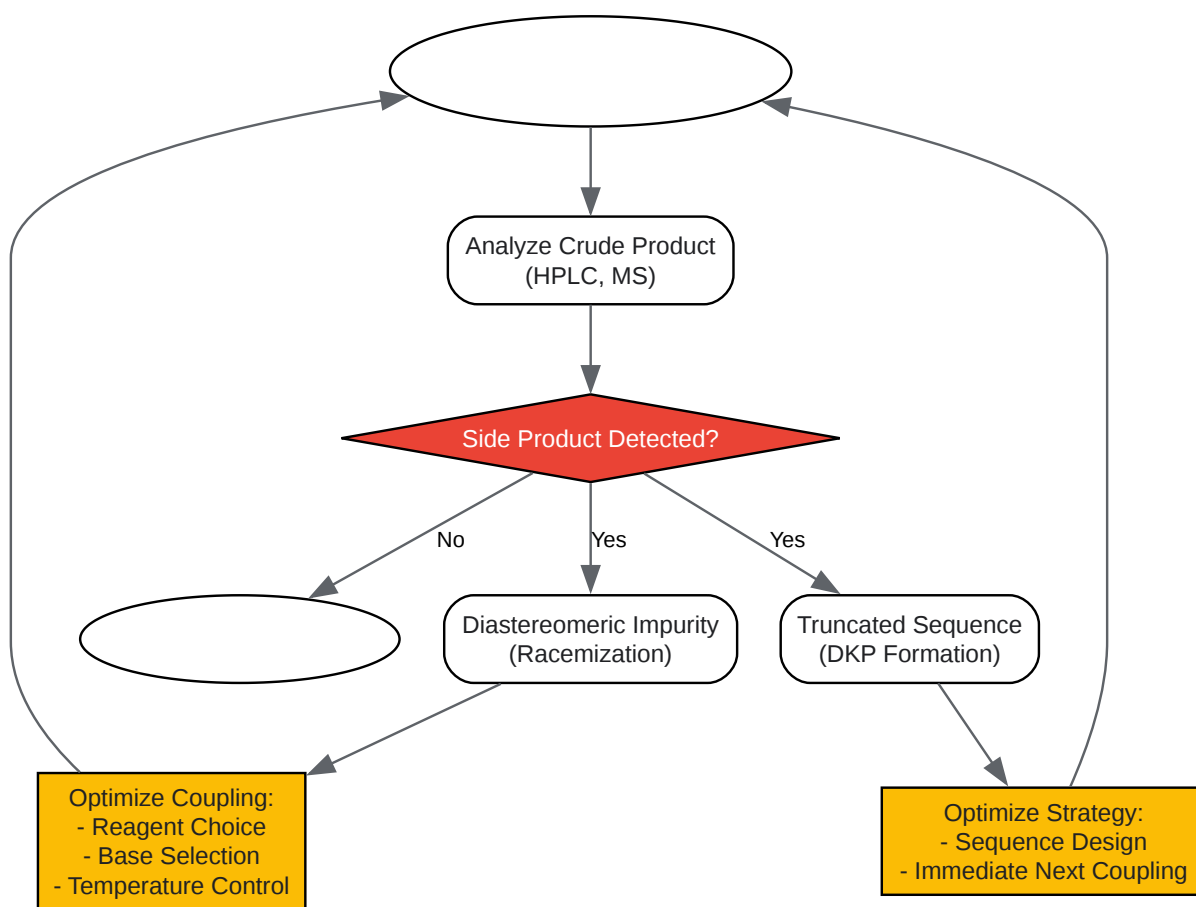 Analyze Crude Product
(HPLC, MS)
Side Product Detected?
No
Yes
Yes
Diastereomeric Impurity
(Racemization)
Truncated Sequence
(DKP Formation)
Optimize Coupling:
- Reagent Choice
- Base Selection
- Temperature Control
Optimize Strategy:
- Sequence Design
- Immediate Next Coupling